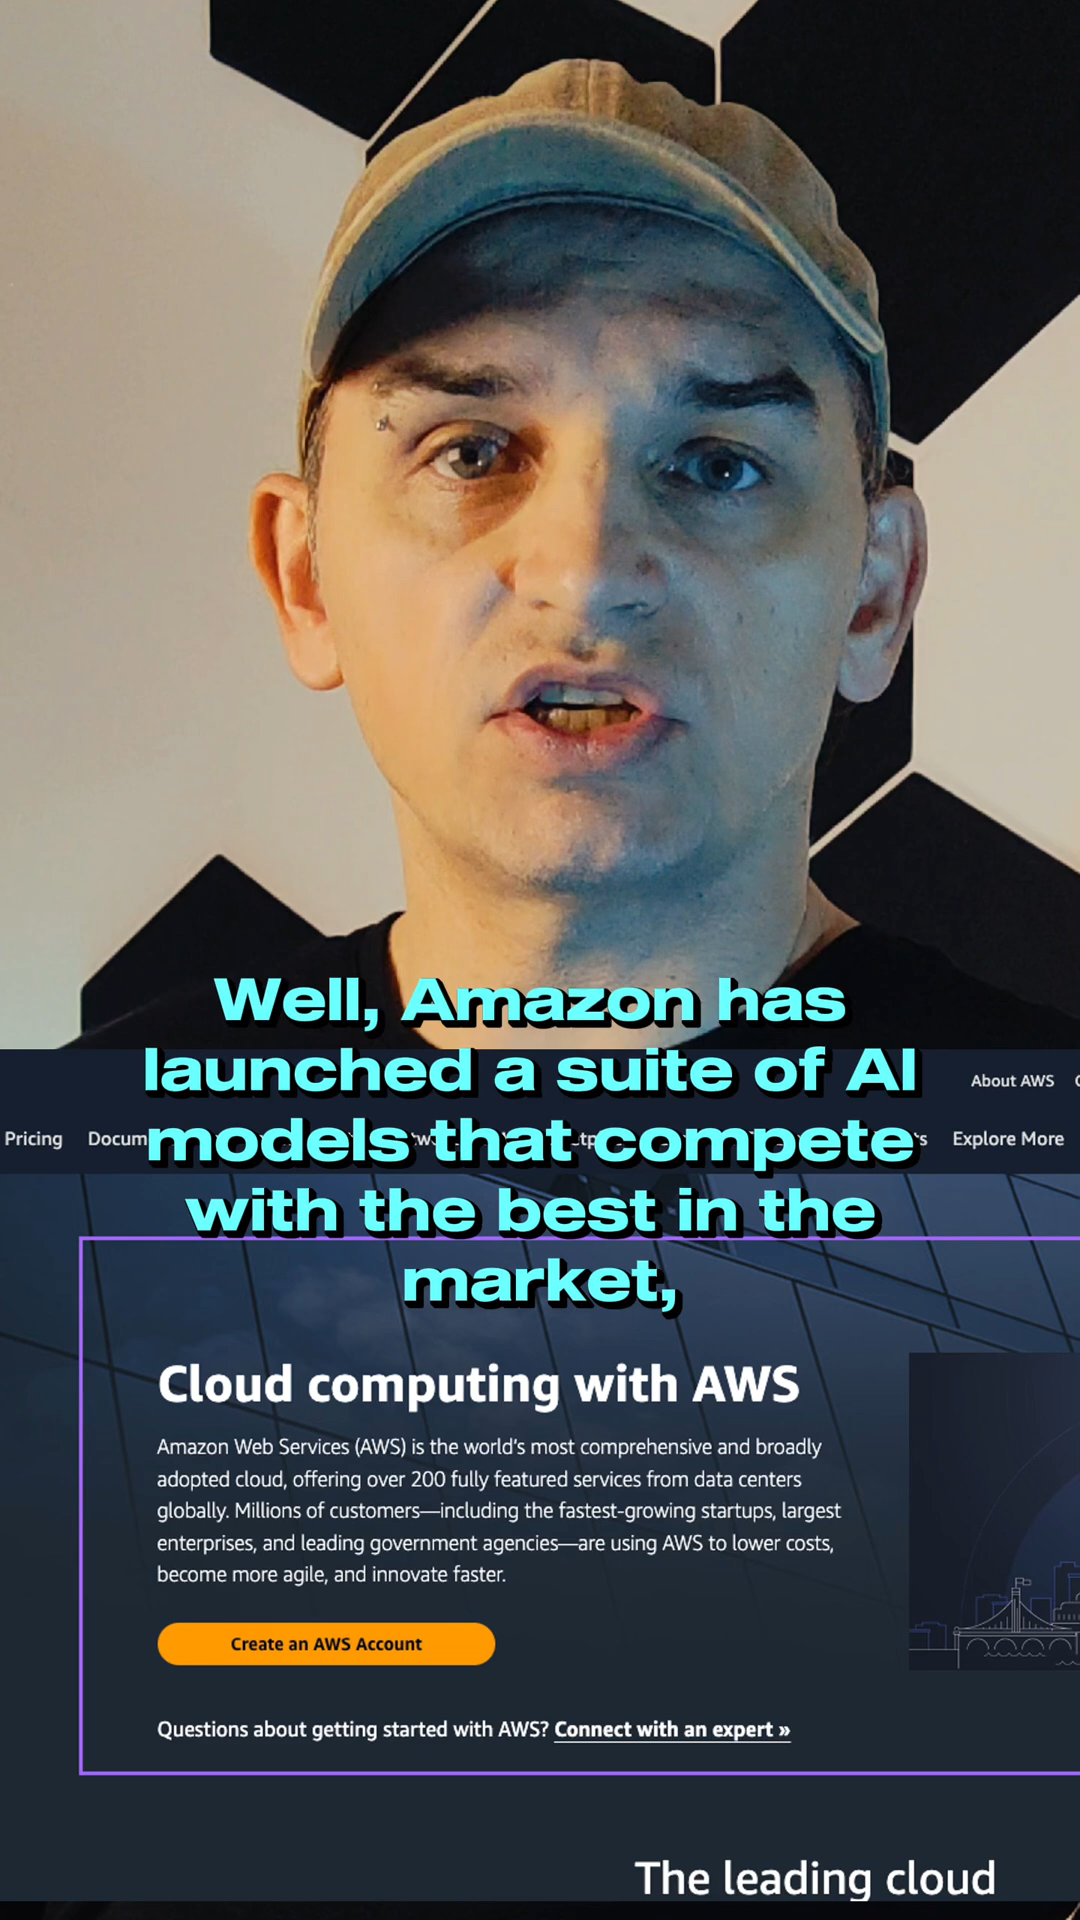 Well, Amazon has
launched a suite of AI
About AWS
models that compete
Pricing
Explore More
with the best in the
market,
Cloud computing with AWS
Amazon Web Services (AWS) is the world's most comprehensive and broadly
adopted cloud, offering over 200 fully featured services from data centers
globally. Millions of customers—including the fastest-growing startups, largest
enterprises, and leading government agencies—are using AWS to lower costs,
become more agile, and innovate faster.
Create an AWS Account
Questions about getting started with AWS? Connect with an expert »
The leading cloud